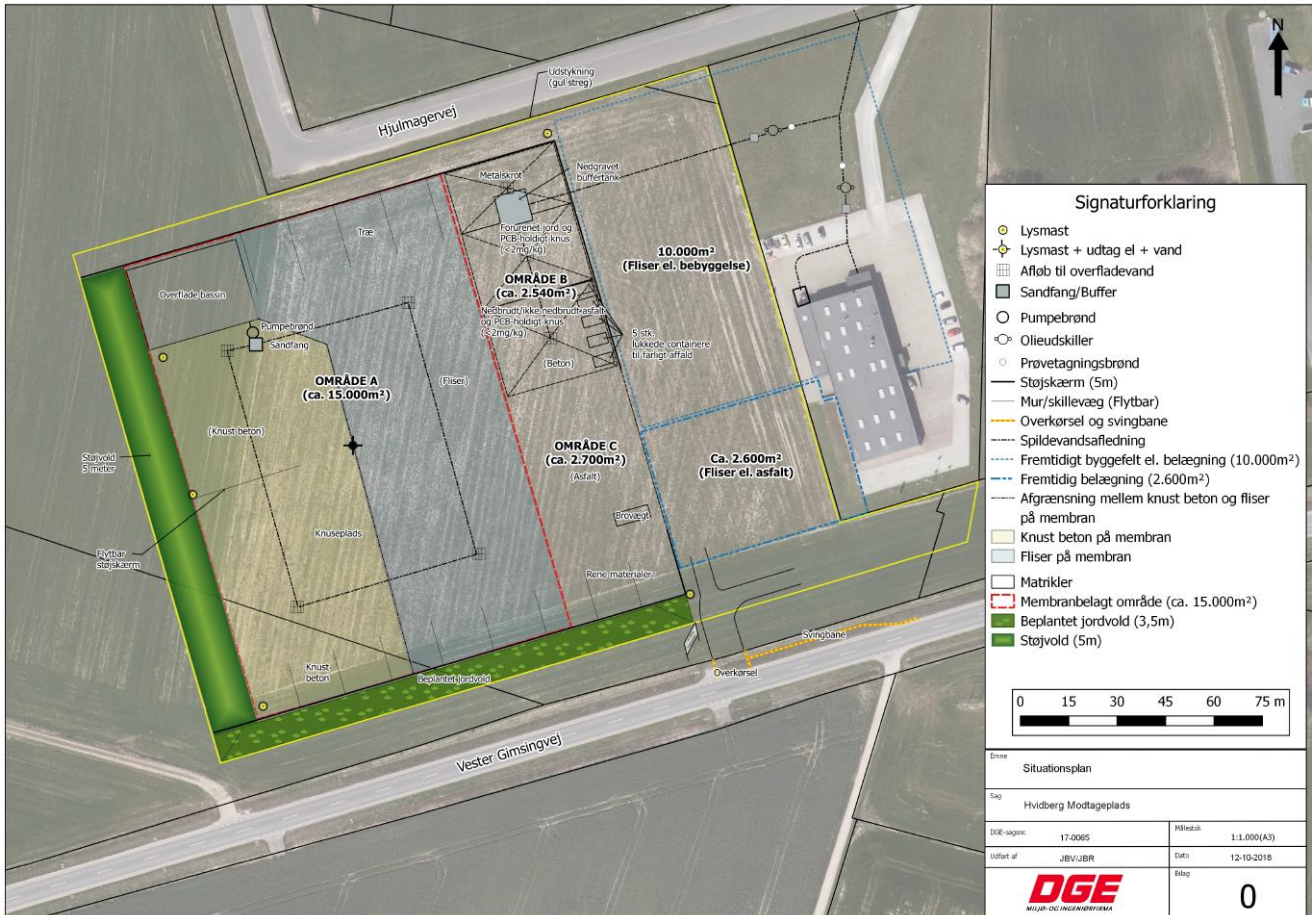 N
Udstykning
(gul streg)
Hjulmagervej
Metalskrot
Nedgravet
buffertank
Træ
Forurenet jord og
PCB-holdigt knus
(<2mg/kg)
10.000m²
(Fliser el. bebyggelse)
OMRÅDE B
(ca. 2.540m²)
Overflade bassin
Nedbrudt/ikke nedbrudt asfalt
og PCB-holdigt knus
(<2mg/kg)
Pumpebrønd
Sandfang
5 stk.
lukkede containere
til farligt affald
(Beton)
OMRÅDE A
(ca. 15.000m²)
(Fliser)
(Knust beton)
OMRÅDE C
(ca. 2.700m²)
(Asfalt)
Ca. 2.600m²
(Fliser el. asfalt)
Støjvold
5 meter
Brovægt
Knuseplads
Flytbar
støjskærm
Rene materialer
Svingbane
Knust
beton
Beplantet jordvold
Overkørsel
Vester Gimsingvej
Signaturforklaring
Lysmast
Lysmast + udtag el + vand
Afløb til overfladevand
Sandfang/Buffer
Pumpebrønd
Olieudskiller
Prøvetagningsbrønd
Støjskærm (5m)
Mur/skillevæg (Flytbar)
Overkørsel og svingbane
Spildevandsafledning
Fremtidigt byggefelt el. belægning (10.000m²)
Fremtidig belægning (2.600m²)
Afgrænsning mellem knust beton og fliser
på membran
Knust beton på membran
Fliser på membran
Matrikler
Membranbelagt område (ca. 15.000m²)
Beplantet jordvold (3,5m)
Støjvold (5m)
0 15 30 45 60 75 m
Emne
Situationsplan
Sag
Hvidberg Modtageplads
DGE-sagsnr. 17-0065
Målestok 1:1.000(A3)
Udført af JBV/JBR
Dato 12-10-2018
DGE
MILJØ- OG INGENIØRFIRMA
Bilag
0